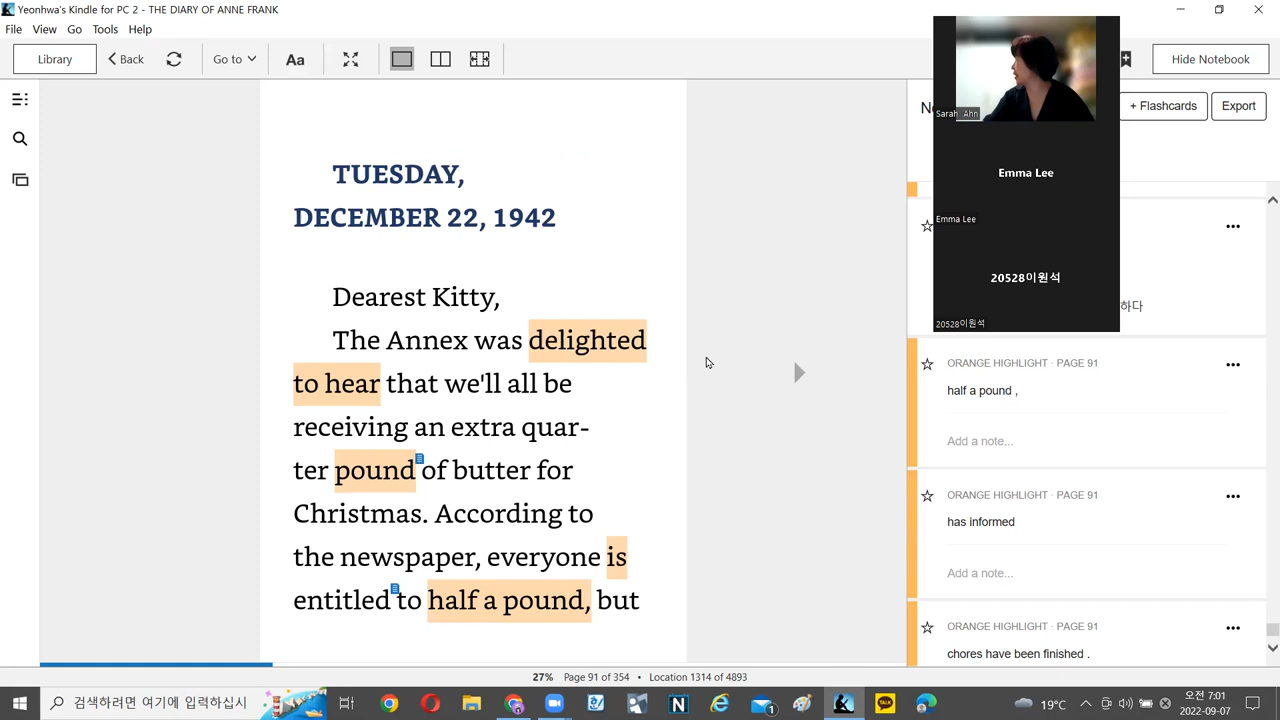 Yeonhwa's Kindle for PC 2 - THE DIARY OF ANNE FRANK
File View Go Tools Help
Library
Back
Go to
Aa
Hide Notebook
+ Flashcards
Export
Sarah Ahn
Emma Lee
Emma Lee
20528이원석
20528이원석
TUESDAY,
DECEMBER 22, 1942
Dearest Kitty,
The Annex was delighted
to hear that we'll all be
receiving an extra quar-
ter pound of butter for
Christmas. According to
the newspaper, everyone is
entitled to half a pound, but
하다
ORANGE HIGHLIGHT · PAGE 91
half a pound ,
Add a note...
ORANGE HIGHLIGHT · PAGE 91
has informed
Add a note...
ORANGE HIGHLIGHT · PAGE 91
chores have been finished .
27% Page 91 of 354 • Location 1314 of 4893
검색하려면 여기에 입력하십시
N
1
TALK
19°C
오전 7:01
2022-09-07